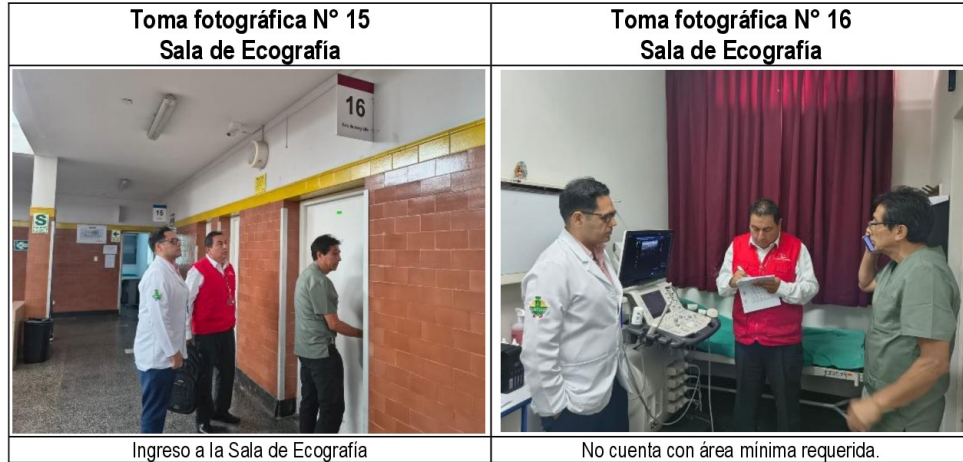 Toma fotográfica N° 15
Sala de Ecografía
Toma fotográfica N° 16
Sala de Ecografía
16
15
S
Ingreso a la Sala de Ecografía
No cuenta con área mínima requerida.